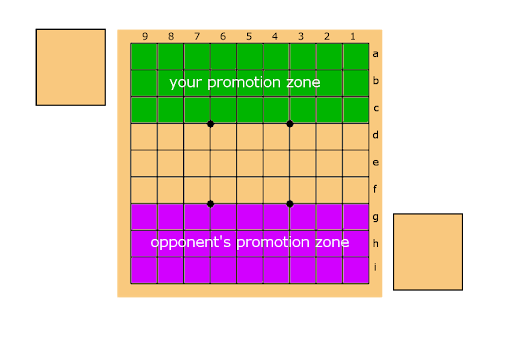 9 8 7 6 5 4 3 2 1
a
your promotion zone b
c
d
e
f
g
opponent's promotion zone h
i